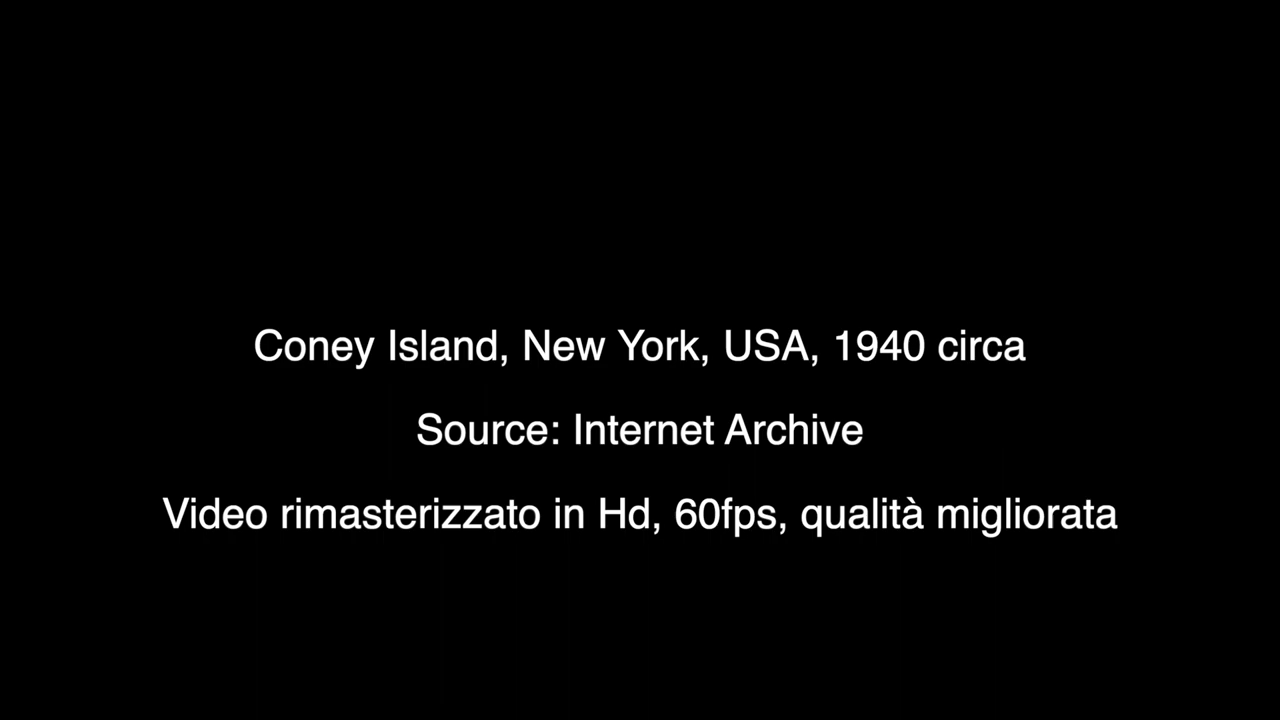 Coney Island, New York, USA, 1940 circa
Source: Internet Archive
Video rimasterizzato in Hd, 60fps, qualità migliorata